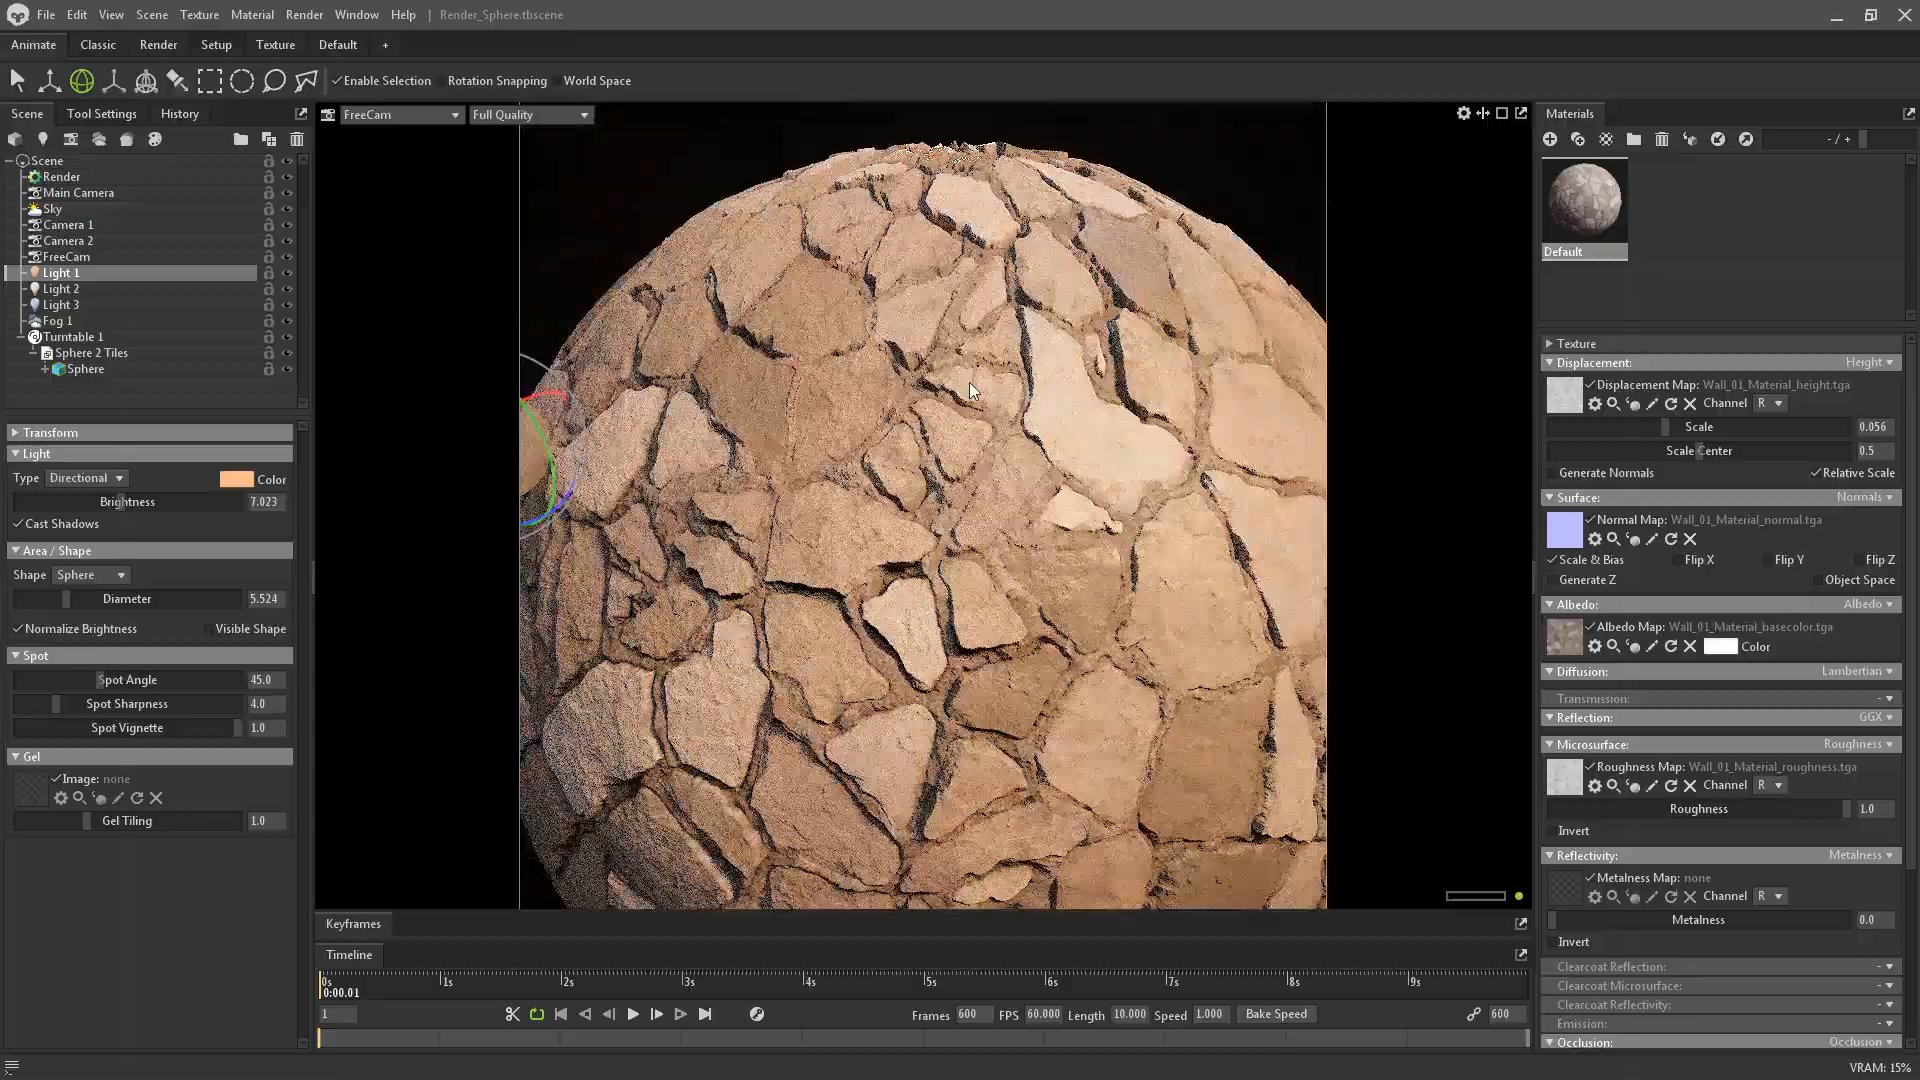 File Edit View Scene Texture Material Render Window Help | Render_Sphere.tbscene
Animate Classic Render Setup Texture Default +
Enable Selection Rotation Snapping World Space
Scene Tool Settings History
FreeCam Full Quality
Materials
- / +
Scene
Render
Main Camera
Sky
Camera 1
Camera 2
FreeCam
Light 1
Light 2
Light 3
Fog 1
Turntable 1
Sphere 2 Tiles
Sphere
Transform
Light
Type Directional Color
Brightness 7.023
Cast Shadows
Area / Shape
Shape Sphere
Diameter 5.524
Normalize Brightness Visible Shape
Spot
Spot Angle 45.0
Spot Sharpness 4.0
Spot Vignette 1.0
Gel
Image: none
Gel Tiling 1.0
Default
Texture
Displacement: Height
Displacement Map: Wall_01_Material_height.tga
Channel R
Scale 0.056
Scale Center 0.5
Generate Normals Relative Scale
Surface: Normals
Normal Map: Wall_01_Material_normal.tga
Scale & Bias Flip X Flip Y Flip Z
Generate Z Object Space
Albedo: Albedo
Albedo Map: Wall_01_Material_basecolor.tga
Color
Diffusion: Lambertian
Transmission: -
Reflection: GGX
Microsurface: Roughness
Roughness Map: Wall_01_Material_roughness.tga
Channel R
Roughness 1.0
Invert
Reflectivity: Metalness
Metalness Map: none
Channel R
Metalness 0.0
Invert
Clearcoat Reflection: -
Clearcoat Microsurface: -
Clearcoat Reflectivity: -
Emission: -
Occlusion: Occlusion
Keyframes
Timeline
0s 1s 2s 3s 4s 5s 6s 7s 8s 9s
0:00.01
1 Frames 600 FPS 60.000 Length 10.000 Speed 1.000 Bake Speed 600
VRAM: 15%